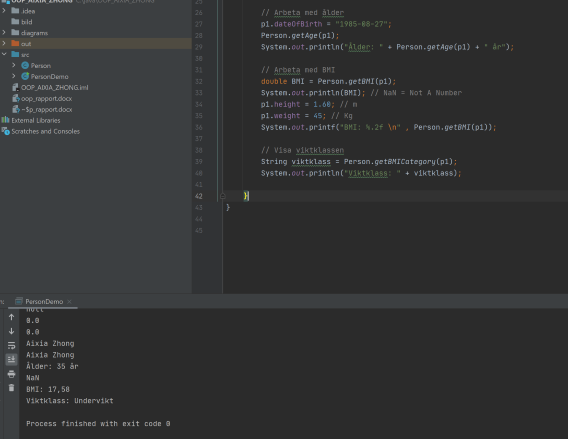 OOP_AIXIA_ZHONG
.idea
bild
diagrams
out
src
Person
PersonDemo
OOP_AIXIA_ZHONG.iml
oop_rapport.docx
~$p_rapport.docx
External Libraries
Scratches and Consoles
26 // Arbeta med ålder
27 p1.dateOfBirth = "1985-08-27";
28 Person.getAge(p1);
29 System.out.println("Ålder: " + Person.getAge(p1) + " år");
30
31 // Arbeta med BMI
32 double BMI = Person.getBMI(p1);
33 System.out.println(BMI); // NaN = Not A Number
34 p1.height = 1.60; // m
35 p1.weight = 45; // Kg
36 System.out.printf("BMI: %.2f \n" , Person.getBMI(p1));
37
38 // Visa viktklassen
39 String viktklass = Person.getBMICategory(p1);
40 System.out.println("Viktklass: " + viktklass);
41
42 }
43 }
44
45
PersonDemo
null
0.0
0.0
Aixia Zhong
Aixia Zhong
Ålder: 35 år
NaN
BMI: 17,58
Viktklass: Undervikt
Process finished with exit code 0